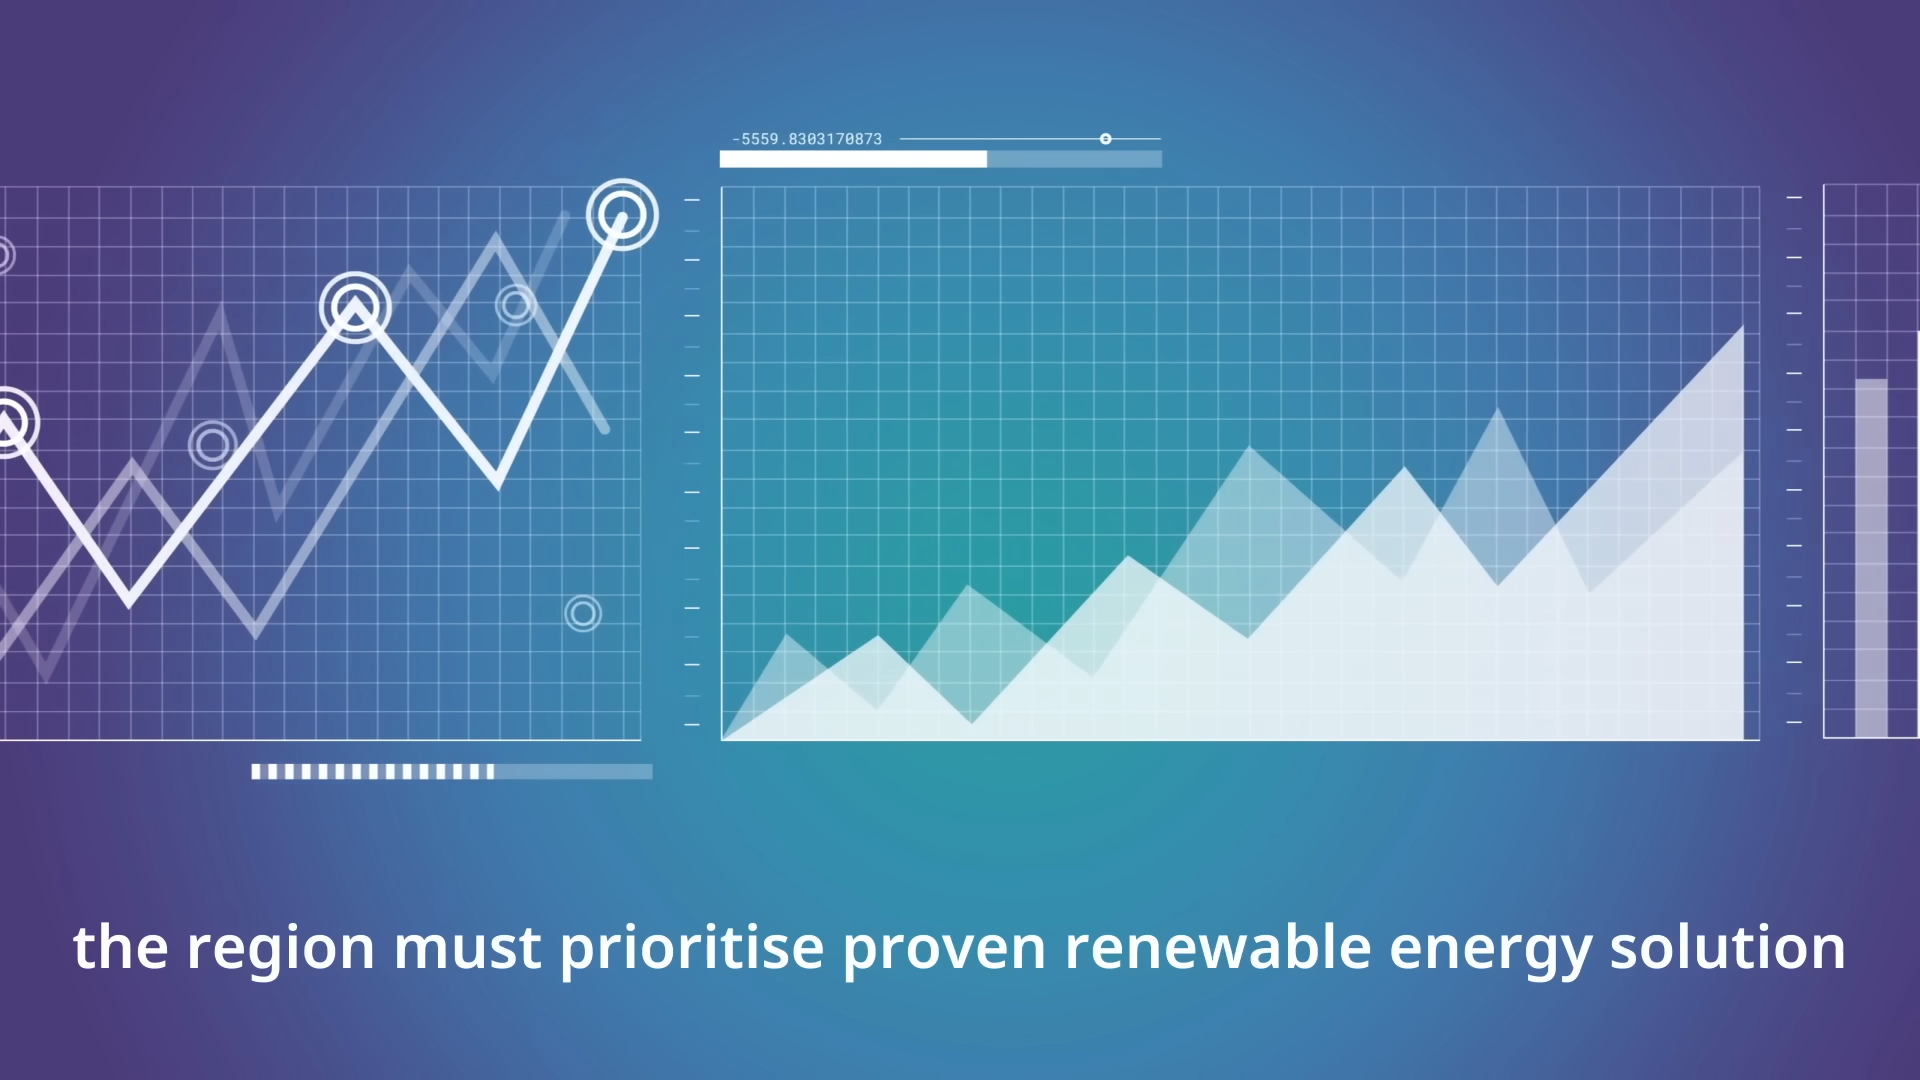 -5559.8303170873
the region must prioritise proven renewable energy solution